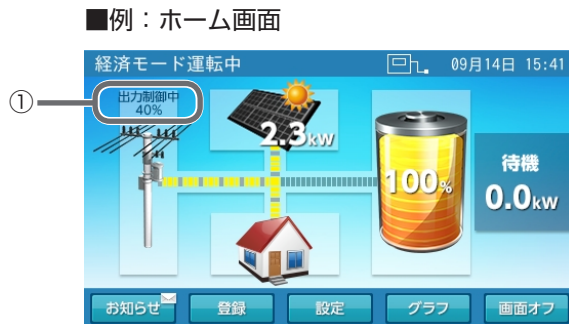 ■例：ホーム画面
経済モード運転中
09月14日 15:41
①
出力制御中
40%
2.3kw
100%
待機
0.0kw
お知らせ
登録
設定
グラフ
画面オフ